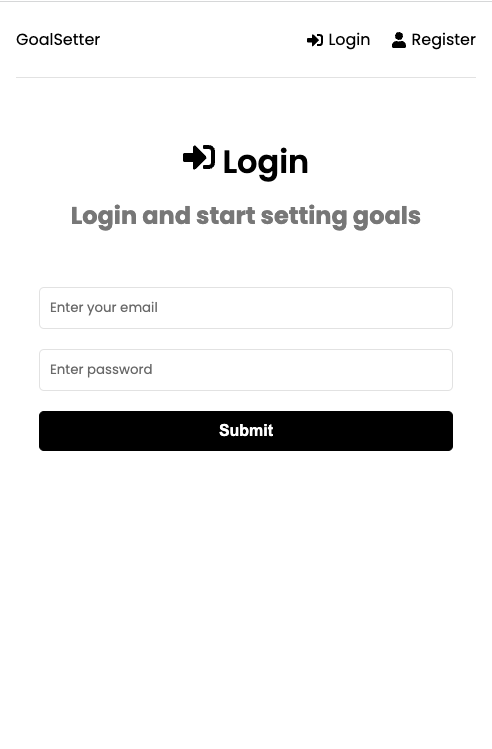 GoalSetter Login Register
Login
Login and start setting goals
Enter your email
Enter password
Submit